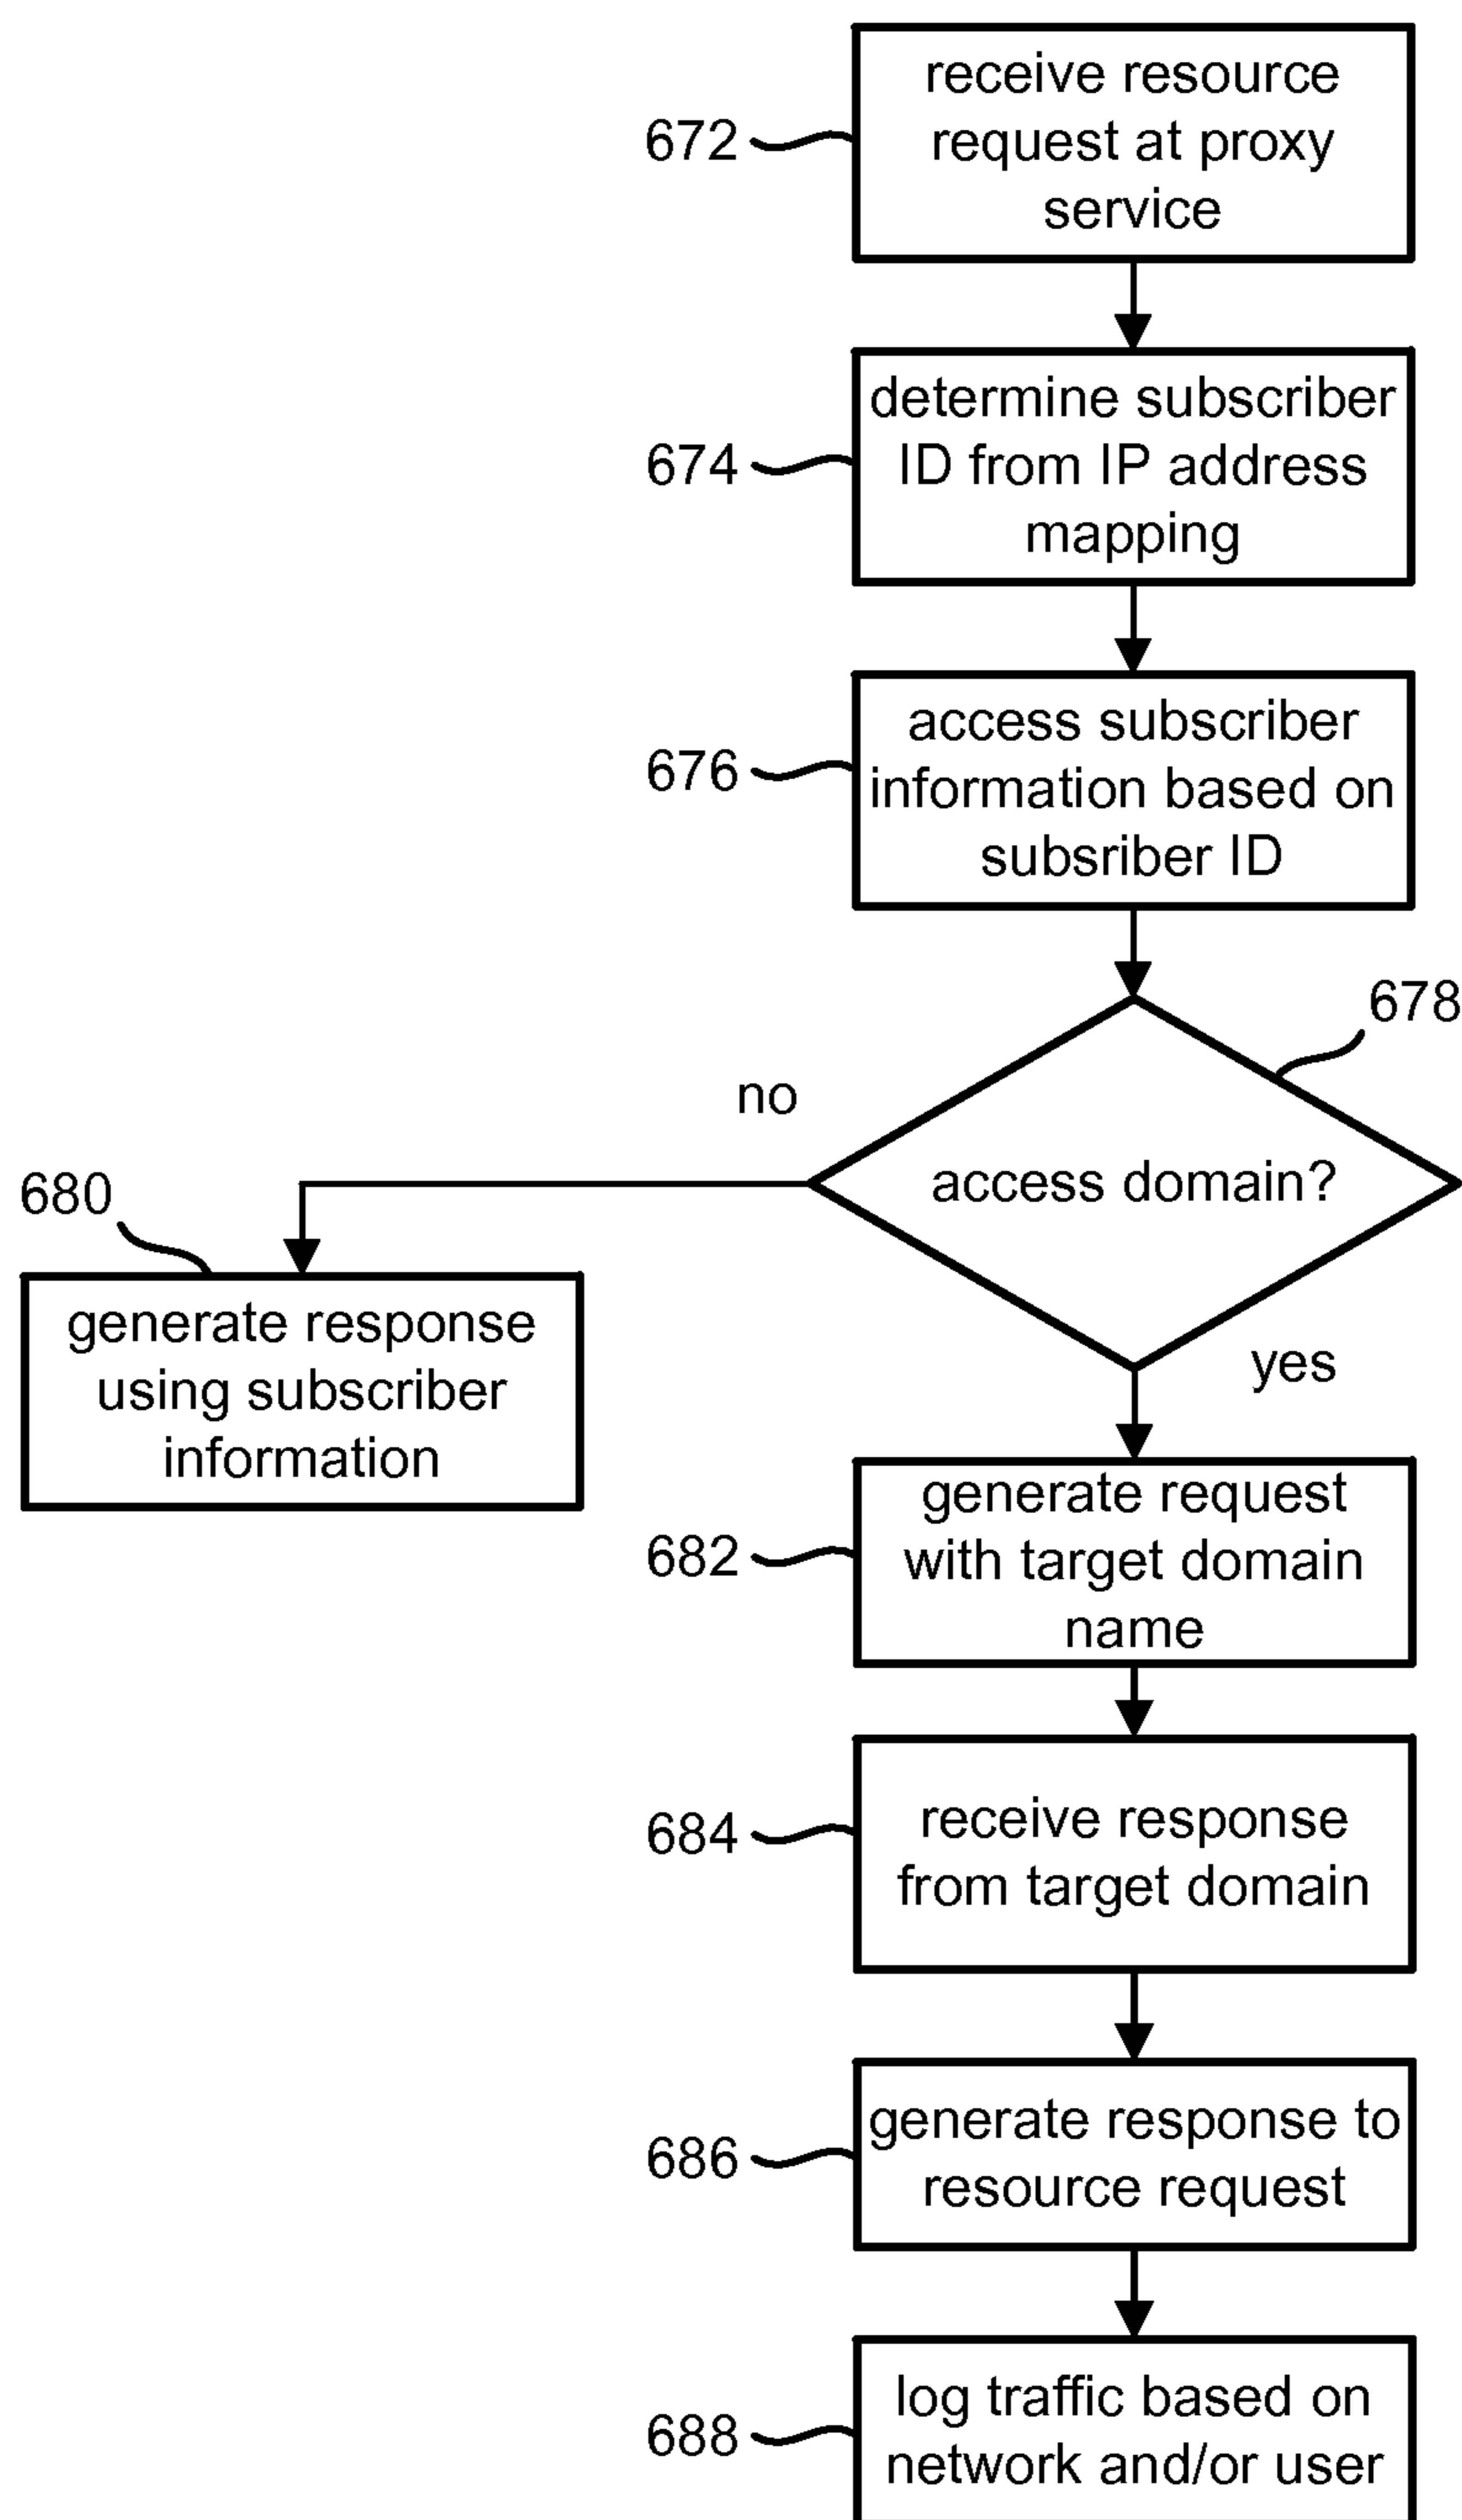 672
receive resource
request at proxy
service
674
determine subscriber
ID from IP address
mapping
676
access subscriber
information based on
subsriber ID
678
access domain?
no
yes
680
generate response
using subscriber
information
682
generate request
with target domain
name
684
receive response
from target domain
686
generate response to
resource request
688
log traffic based on
network and/or user